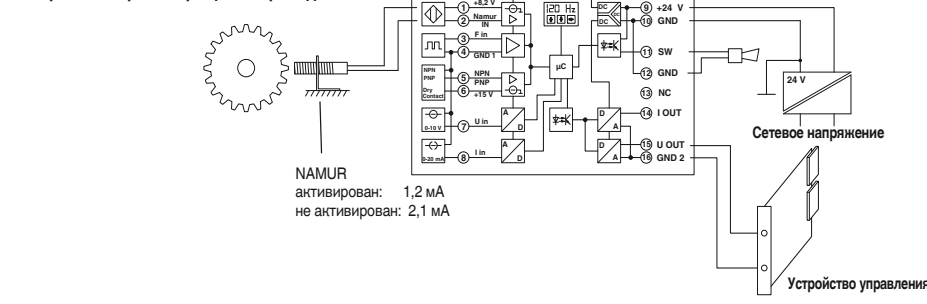 +8,2 V
1
Namur
2
IN
F in
3
4
GND 1
NPN
PNP
Dry
Contact
NPN
5
PNP
6
+15 V
0-10 V
7
U in
0-20 mA
8
I in
A
D
A
D
120 Hz
µC
DC
DC
D
A
D
A
9 +24 V
10 GND
11 SW
12 GND
13 NC
14 I OUT
15 U OUT
16 GND 2
24 V
Сетевое напряжение
NAMUR
активирован: 1,2 мА
не активирован: 2,1 мА
Устройство управления